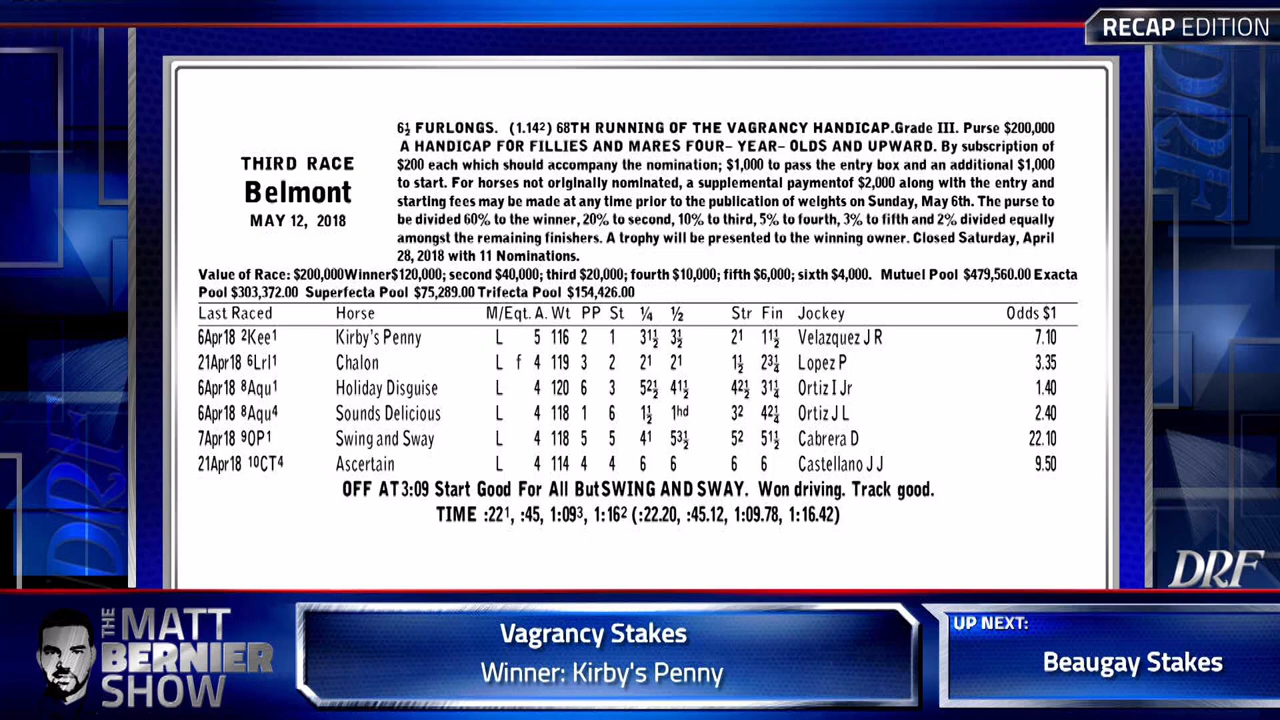 RECAP EDITION
THIRD RACE
Belmont
MAY 12, 2018
6½ FURLONGS. (1.14²) 68TH RUNNING OF THE VAGRANCY HANDICAP.Grade III. Purse $200,000
A HANDICAP FOR FILLIES AND MARES FOUR- YEAR- OLDS AND UPWARD. By subscription of
$200 each which should accompany the nomination; $1,000 to pass the entry box and an additional $1,000
to start. For horses not originally nominated, a supplemental paymentof $2,000 along with the entry and
starting fees may be made at any time prior to the publication of weights on Sunday, May 6th. The purse to
be divided 60% to the winner, 20% to second, 10% to third, 5% to fourth, 3% to fifth and 2% divided equally
amongst the remaining finishers. A trophy will be presented to the winning owner. Closed Saturday, April
28, 2018 with 11 Nominations.
Value of Race: $200,000Winner$120,000; second $40,000; third $20,000; fourth $10,000; fifth $6,000; sixth $4,000. Mutuel Pool $479,560.00 Exacta
Pool $303,372.00 Superfecta Pool $75,289.00 Trifecta Pool $154,426.00
Last Raced Horse M/Eqt. A. Wt PP St ¼ ½ Str Fin Jockey Odds $1
6Apr18 ²Kee¹ Kirby's Penny L 5 116 2 1 3¹½ 3½ 2¹ 1¹½ Velazquez J R 7.10
21Apr18 ⁶Lrl¹ Chalon L f 4 119 3 2 2¹ 2¹ 1½ 2³¼ Lopez P 3.35
6Apr18 ⁸Aqu¹ Holiday Disguise L 4 120 6 3 5²½ 4¹½ 4²½ 3¹¼ Ortiz I Jr 1.40
6Apr18 ⁸Aqu⁴ Sounds Delicious L 4 118 1 6 1½ 1hd 3² 4²¼ Ortiz J L 2.40
7Apr18 ⁹OP¹ Swing and Sway L 4 118 5 5 4¹ 5³½ 5² 5¹½ Cabrera D 22.10
21Apr18 ¹⁰CT⁴ Ascertain L 4 114 4 4 6 6 6 6 Castellano J J 9.50
OFF AT3:09 Start Good For All ButSWING AND SWAY. Won driving. Track good.
TIME :22¹, :45, 1:09³, 1:16² (:22.20, :45.12, 1:09.78, 1:16.42)
DRF
DRF
DRF
THE MATT BERNIER SHOW
Vagrancy Stakes
Winner: Kirby's Penny
UP NEXT:
Beaugay Stakes